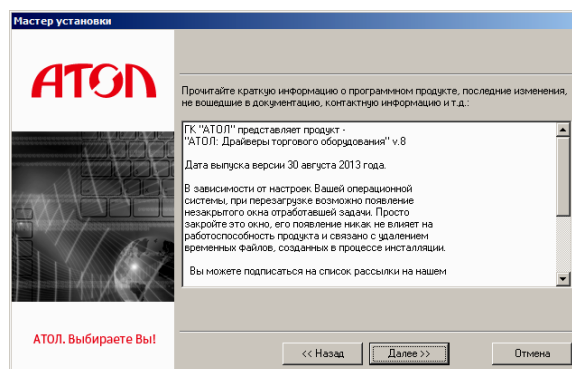 Мастер установки
АТОЛ
Прочитайте краткую информацию о программном продукте, последние изменения,
не вошедшие в документацию, контактную информацию и т.д.:
ГК "АТОЛ" представляет продукт -
"АТОЛ: Драйверы торгового оборудования" v.8
Дата выпуска версии 30 августа 2013 года.
В зависимости от настроек Вашей операционной
системы, при перезагрузке возможно появление
незакрытого окна отработавшей задачи. Просто
закройте это окно, его появление никак не влияет на
работоспособность продукта и связано с удалением
временных файлов, созданных в процессе инсталляции.
Вы можете подписаться на список рассылки на нашем
АТОЛ. Выбираете Вы!
<< Назад
Далее >>
Отмена